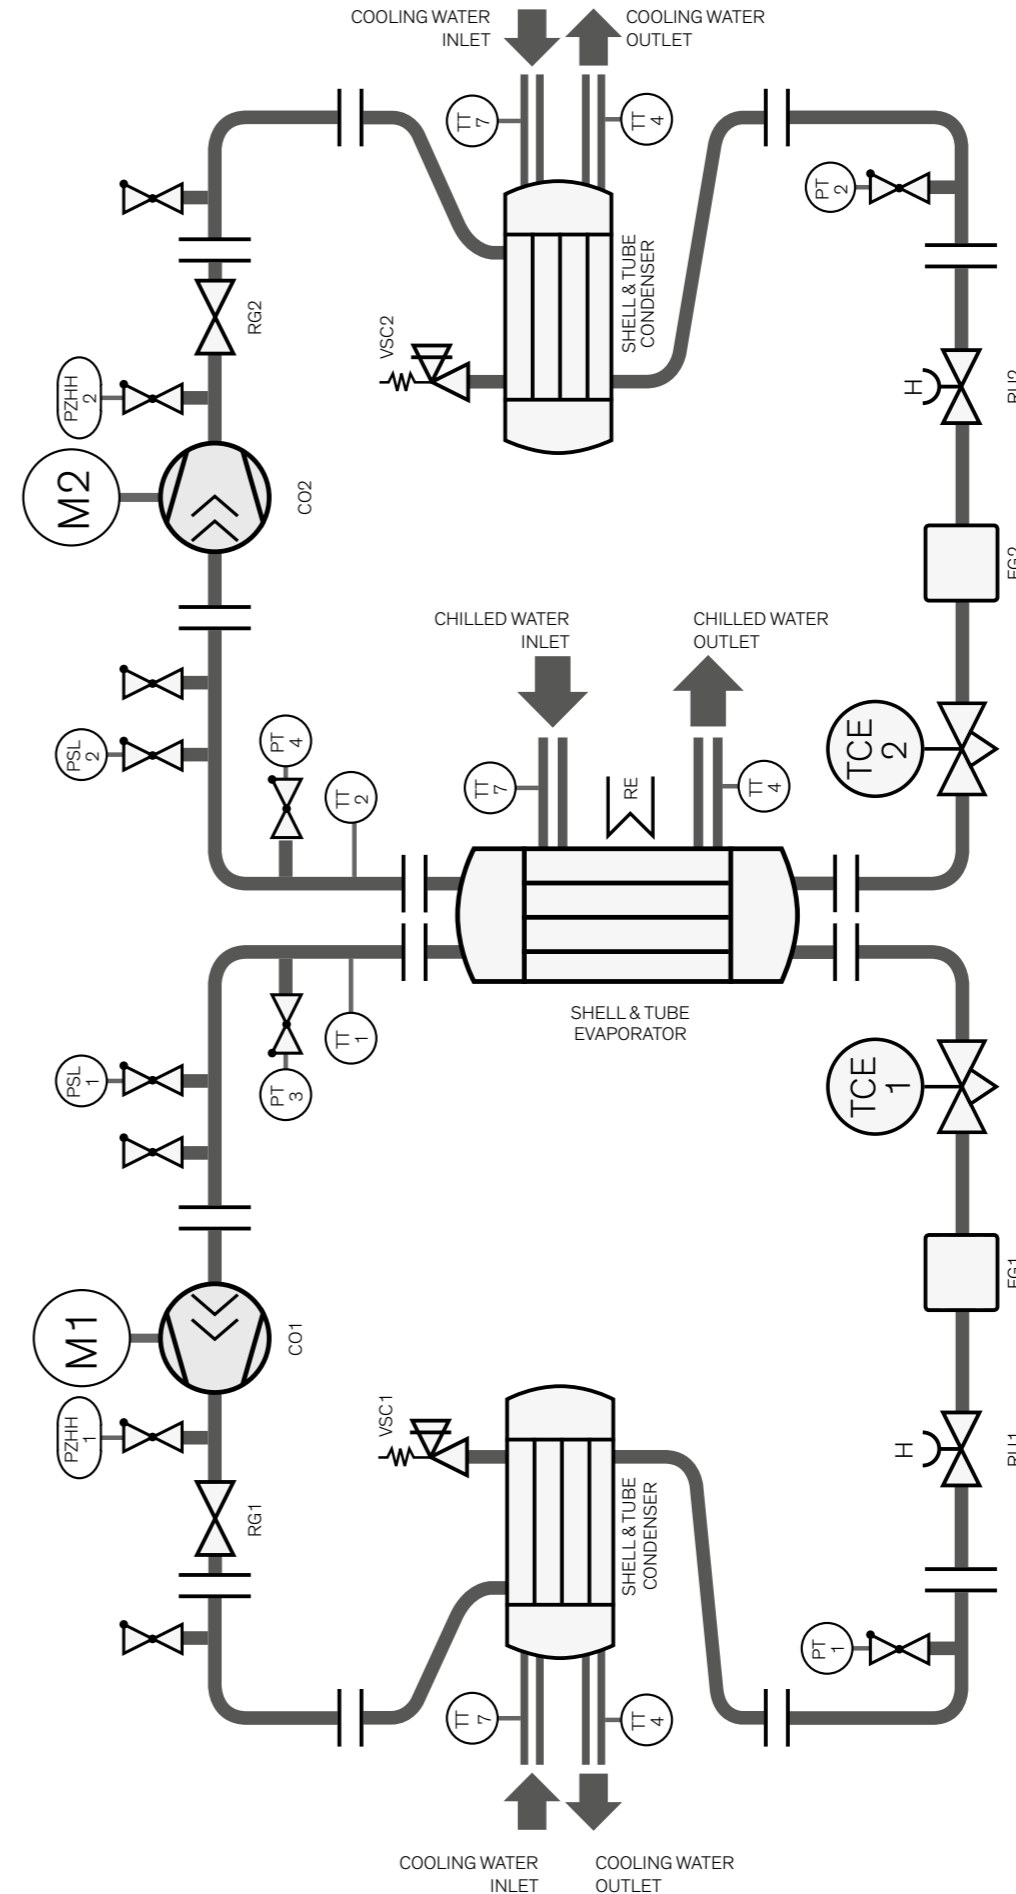 COOLING WATER
INLET
COOLING WATER
OUTLET
TT
7
TT
4
PT
2
RG2
SHELL & TUBE
CONDENSER
VSC2
PZHH
2
H
M2
CO2
CHILLED WATER
INLET
CHILLED WATER
OUTLET
PSL
2
PT
4
TT
2
TT
7
RE
TT
4
TCE
2
SHELL & TUBE
EVAPORATOR
PSL
1
PT
3
TT
1
TCE
1
M1
CO1
PZHH
1
VSC1
H
RG1
SHELL & TUBE
CONDENSER
PT
1
TT
7
TT
4
COOLING WATER
INLET
COOLING WATER
OUTLET